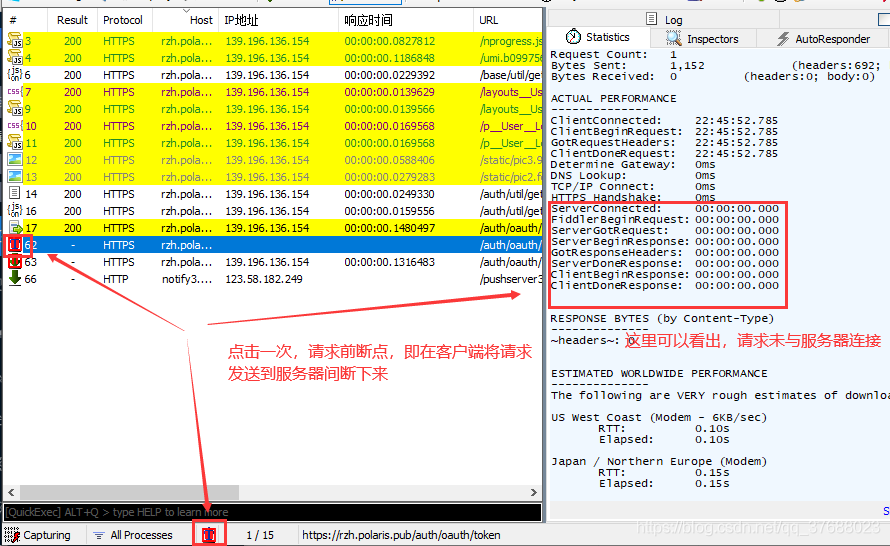 # Result Protocol Host IP地址 响应时间 URL
3 200 HTTPS rzh.pola... 139.196.136.154 00:00:00.0827812 /nprogress.js
4 200 HTTPS rzh.pola... 139.196.136.154 00:00:00.1186848 /umi.b099756
6 200 HTTPS rzh.pola... 139.196.136.154 00:00:00.0229392 /base/util/get
7 200 HTTPS rzh.pola... 139.196.136.154 00:00:00.0139629 /layouts__Us
9 200 HTTPS rzh.pola... 139.196.136.154 00:00:00.0139566 /layouts__Us
10 200 HTTPS rzh.pola... 139.196.136.154 00:00:00.0169568 /p__User__Lo
11 200 HTTPS rzh.pola... 139.196.136.154 00:00:00.0169568 /p__User__Lo
12 200 HTTPS rzh.pola... 139.196.136.154 00:00:00.0588406 /static/pic3.9
13 200 HTTPS rzh.pola... 139.196.136.154 00:00:00.0279283 /static/pic2.f
14 200 HTTPS rzh.pola... 139.196.136.154 00:00:00.0249330 /auth/util/get
16 200 HTTPS rzh.pola... 139.196.136.154 00:00:00.0159556 /auth/util/get
17 200 HTTPS rzh.pola... 139.196.136.154 00:00:00.1480497 /auth/oauth/
62 - HTTPS rzh.pola... /auth/oauth/
63 - HTTPS rzh.pola... 139.196.136.154 00:00:00.1316483 /auth/oauth/
66 - HTTP notify3.... 123.58.182.249 /pushserver3
点击一次，请求前断点，即在客户端将请求
发送到服务器间断下来
[QuickExec] ALT+Q > type HELP to learn more
Capturing All Processes 1 / 15 https://rzh.polaris.pub/auth/oauth/token
Log
Statistics Inspectors AutoResponder
Request Count: 1
Bytes Sent: 1,152 (headers:692;
Bytes Received: 0 (headers:0; body:0)
ACTUAL PERFORMANCE
--------------
ClientConnected: 22:45:52.785
ClientBeginRequest: 22:45:52.785
GotRequestHeaders: 22:45:52.785
ClientDoneRequest: 22:45:52.785
Determine Gateway: 0ms
DNS Lookup: 0ms
TCP/IP Connect: 0ms
HTTPS Handshake: 0ms
ServerConnected: 00:00:00.000
FiddlerBeginRequest: 00:00:00.000
ServerGotRequest: 00:00:00.000
ServerBeginResponse: 00:00:00.000
GotResponseHeaders: 00:00:00.000
ServerDoneResponse: 00:00:00.000
ClientBeginResponse: 00:00:00.000
ClientDoneResponse: 00:00:00.000
RESPONSE BYTES (by Content-Type)
--------------
~headers~: 0
这里可以看出，请求未与服务器连接
ESTIMATED WORLDWIDE PERFORMANCE
--------------
The following are VERY rough estimates of downloa
US West Coast (Modem - 6KB/sec)
RTT: 0.10s
Elapsed: 0.10s
Japan / Northern Europe (Modem)
RTT: 0.15s
Elapsed: 0.15s
https://blog.csdn.net/qq_37688023